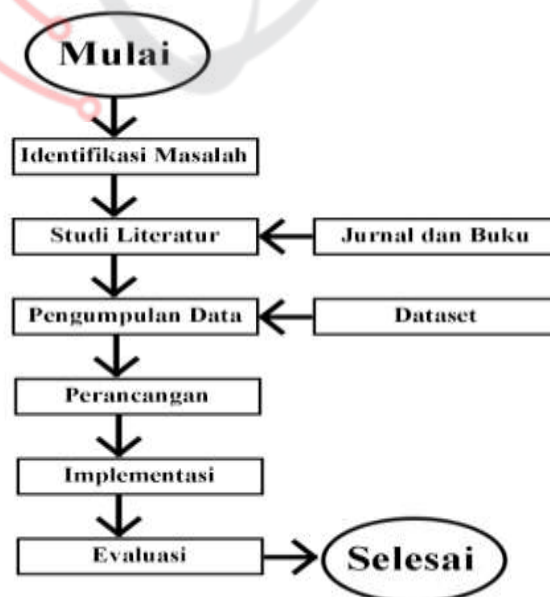 Mulai
Identifikasi Masalah
Studi Literatur
Jurnal dan Buku
Pengumpulan Data
Dataset
Perancangan
Implementasi
Evaluasi
Selesai